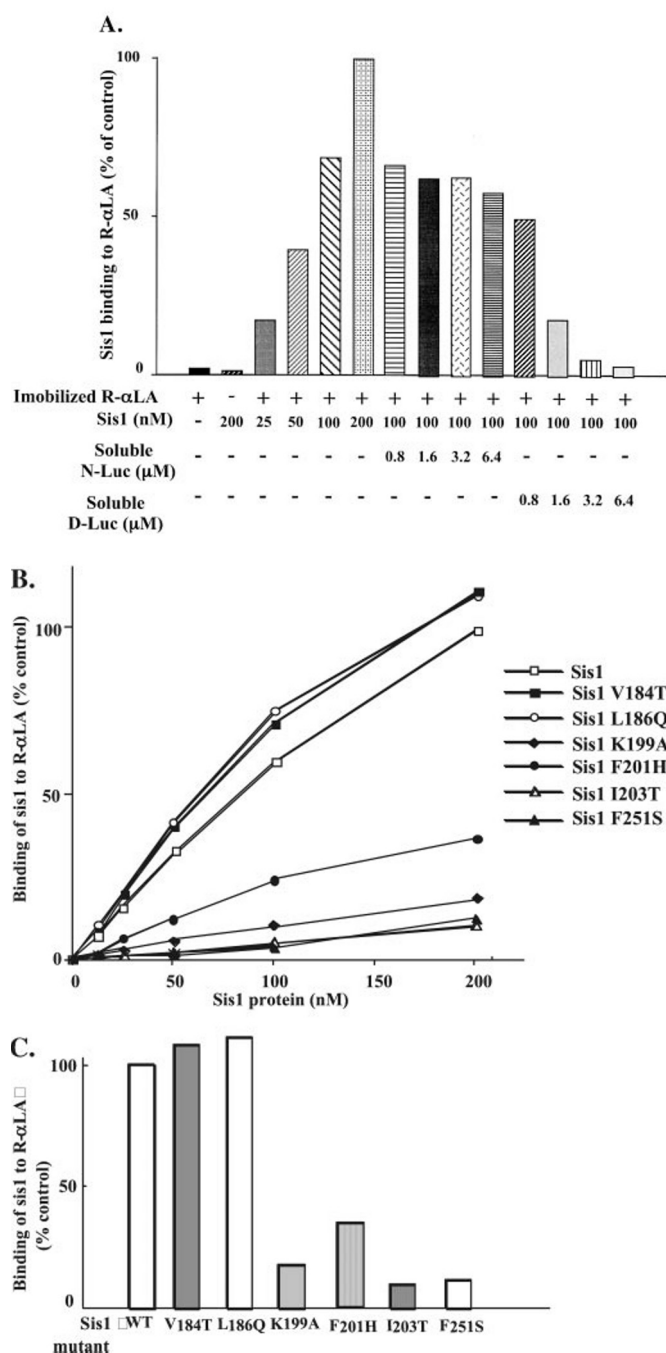 A.
Sis1 binding to R-αLA (% of control)
100
50
0
Imobilized R-αLA + - + + + + + + + + + + + +
Sis1 (nM) - 200 25 50 100 200 100 100 100 100 100 100 100 100
Soluble N-Luc (μM) - - - - - - 0.8 1.6 3.2 6.4 - - - -
Soluble D-Luc (μM) - - - - - - - - - - 0.8 1.6 3.2 6.4
B.
Binding of sis1 to R-αLA (% control)
100
50
0
0 50 100 150 200
Sis1 protein (nM)
Sis1
Sis1 V184T
Sis1 L186Q
Sis1 K199A
Sis1 F201H
Sis1 I203T
Sis1 F251S
C.
Binding of sis1 to R-αLA□
(% control)
100
50
0
Sis1 □WT V184T L186Q K199A F201H I203T F251S
mutant